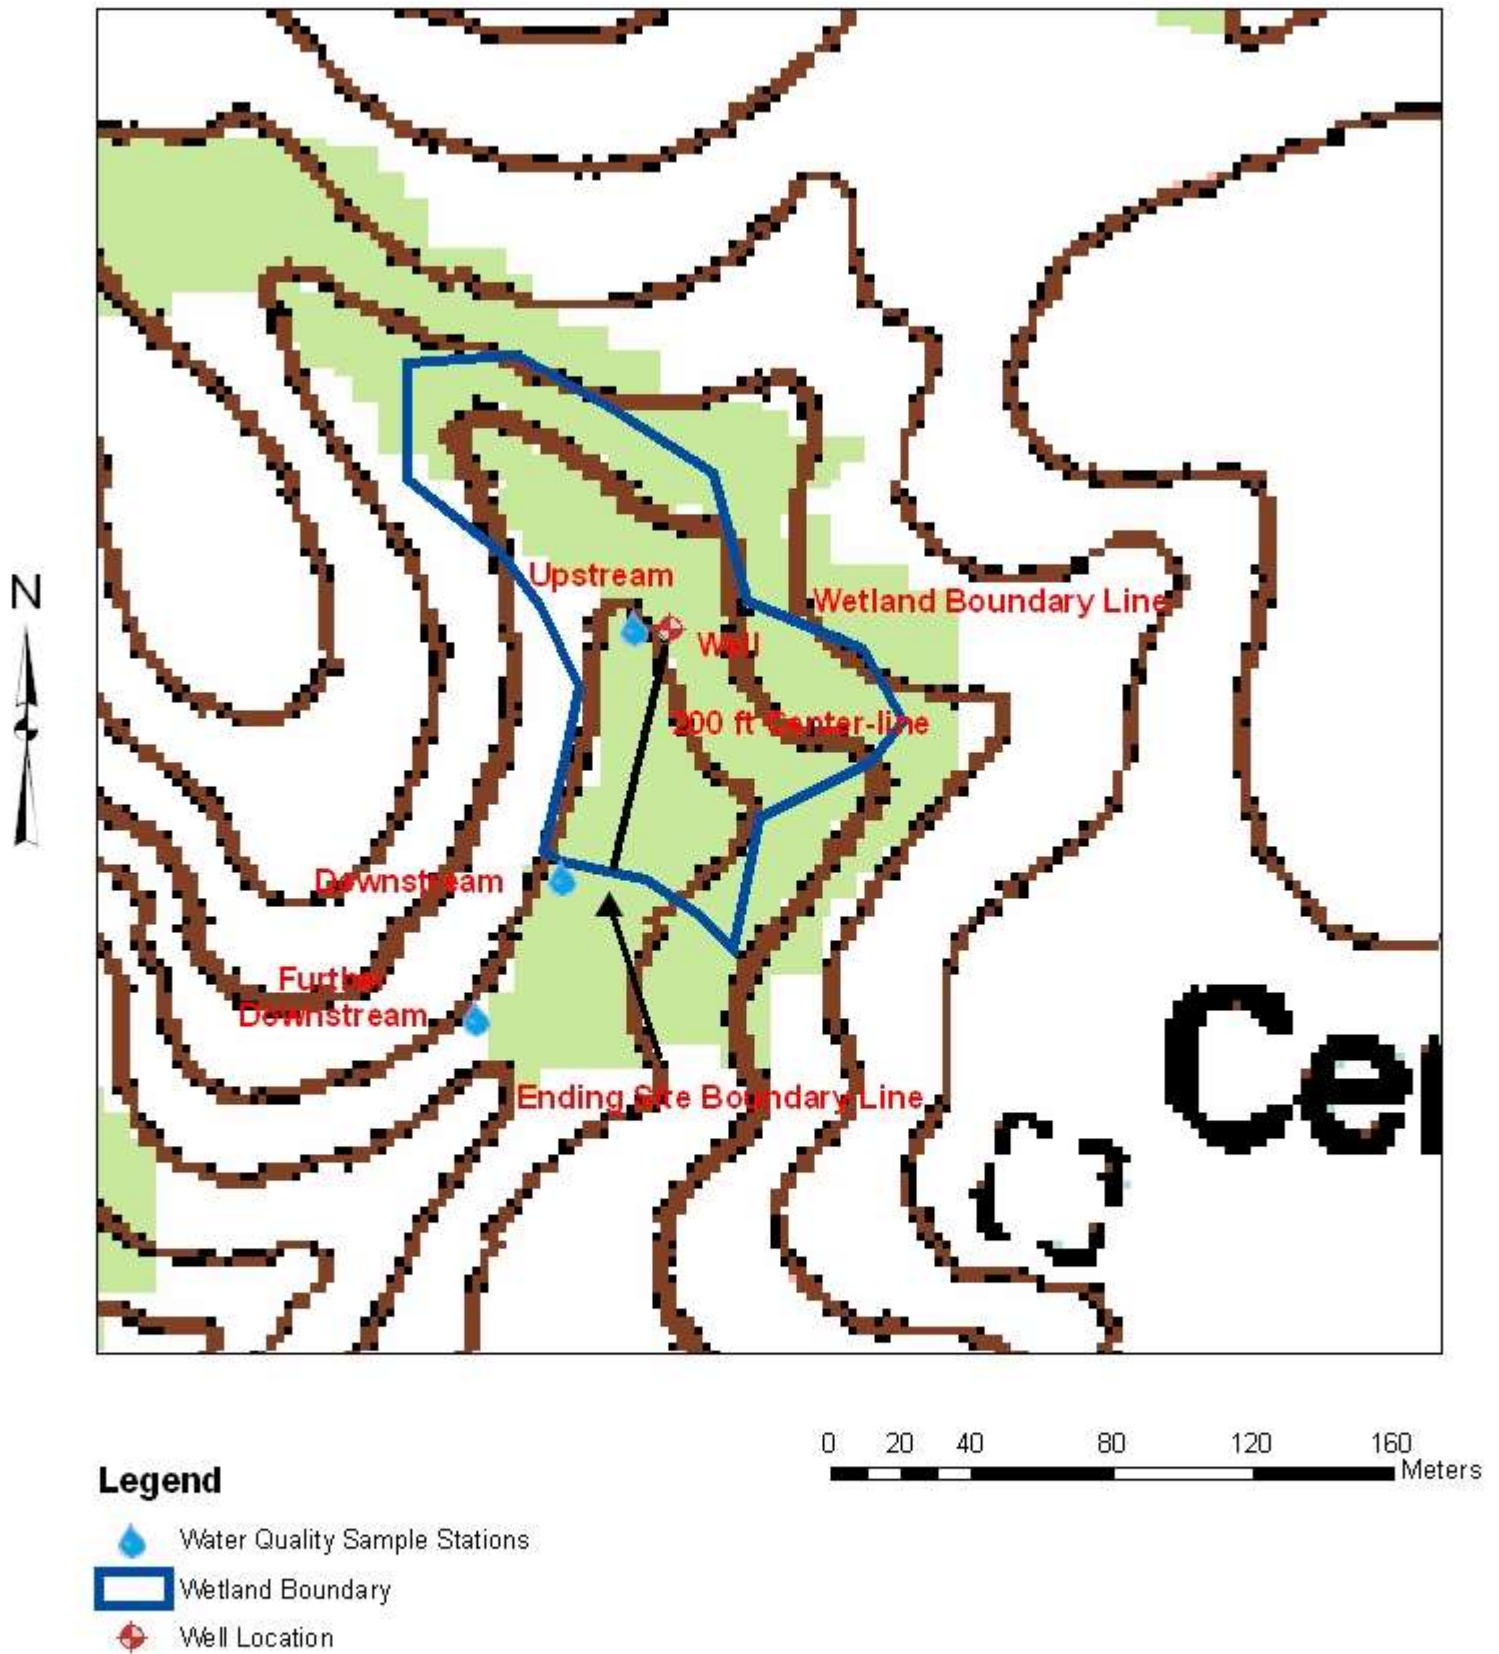 N
Upstream
Wetland Boundary Line
Well
200 ft Center-line
Downstream
Further
Downstream
Ending Site Boundary Line
Cer
0 20 40 80 120 160
Meters
Legend
Water Quality Sample Stations
Wetland Boundary
Well Location